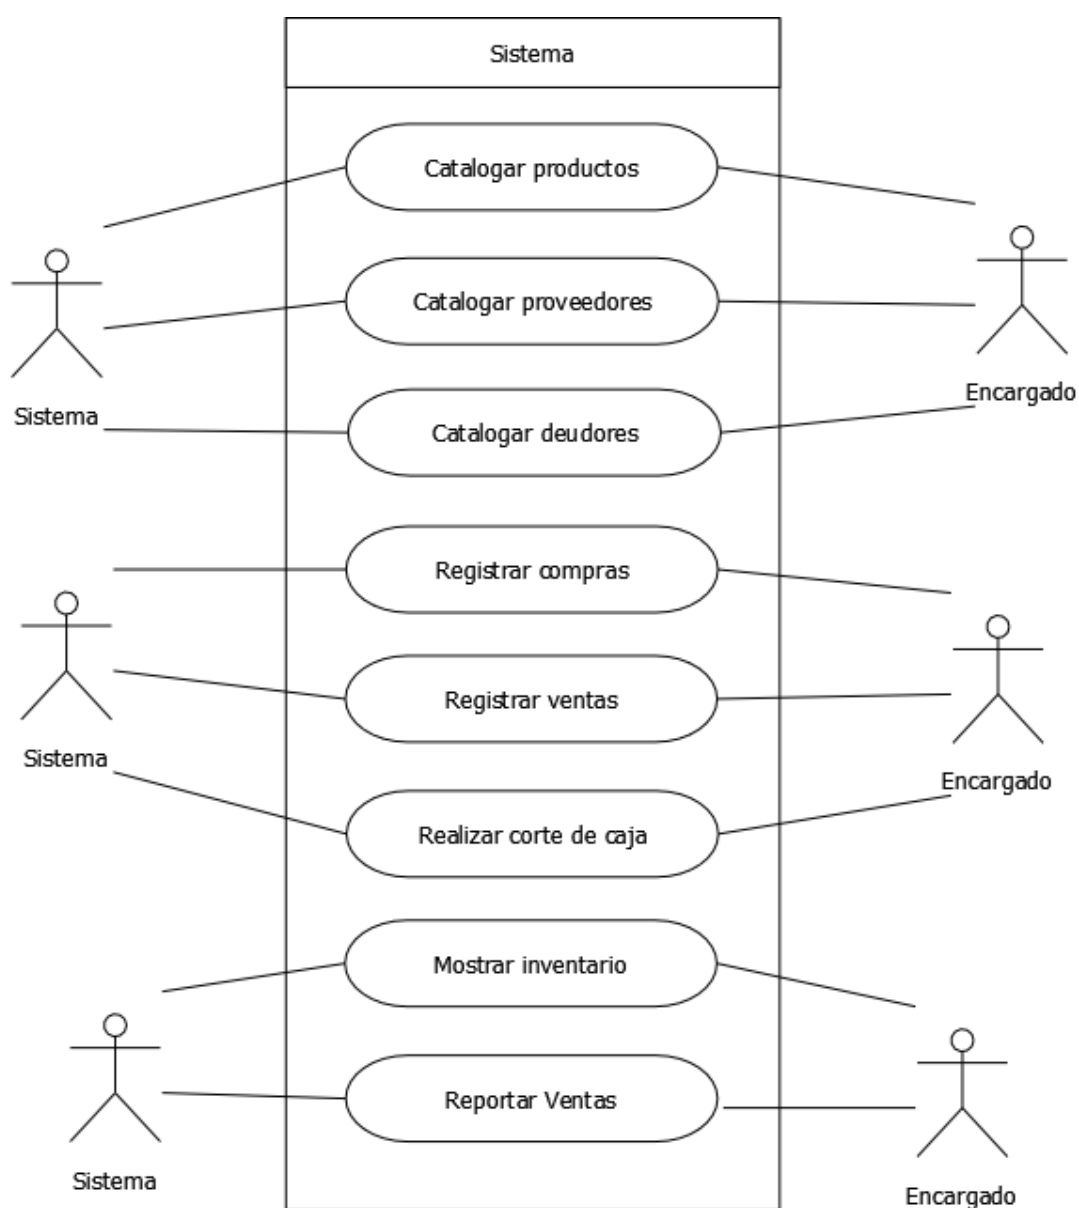 Sistema
Catalogar productos
Catalogar proveedores
Encargado
Sistema
Catalogar deudores
Registrar compras
Registrar ventas
Sistema
Encargado
Realizar corte de caja
Mostrar inventario
Reportar Ventas
Sistema
Encargado